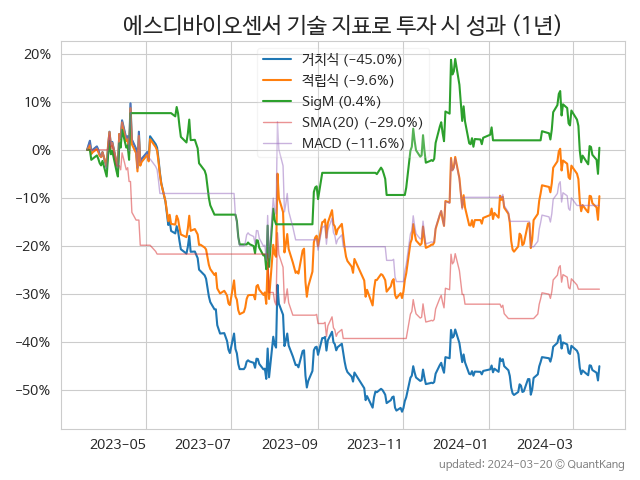 에스디바이오센서 기술 지표로 투자 시 성과 (1년)
20%
10%
0%
−10%
−20%
−30%
−40%
−50%
거치식 (−45.0%)
적립식 (−9.6%)
SigM (0.4%)
SMA(20) (−29.0%)
MACD (−11.6%)
2023−05
2023−07
2023−09
2023−11
2024−01
2024−03
updated: 2024−03−20 © QuantKang